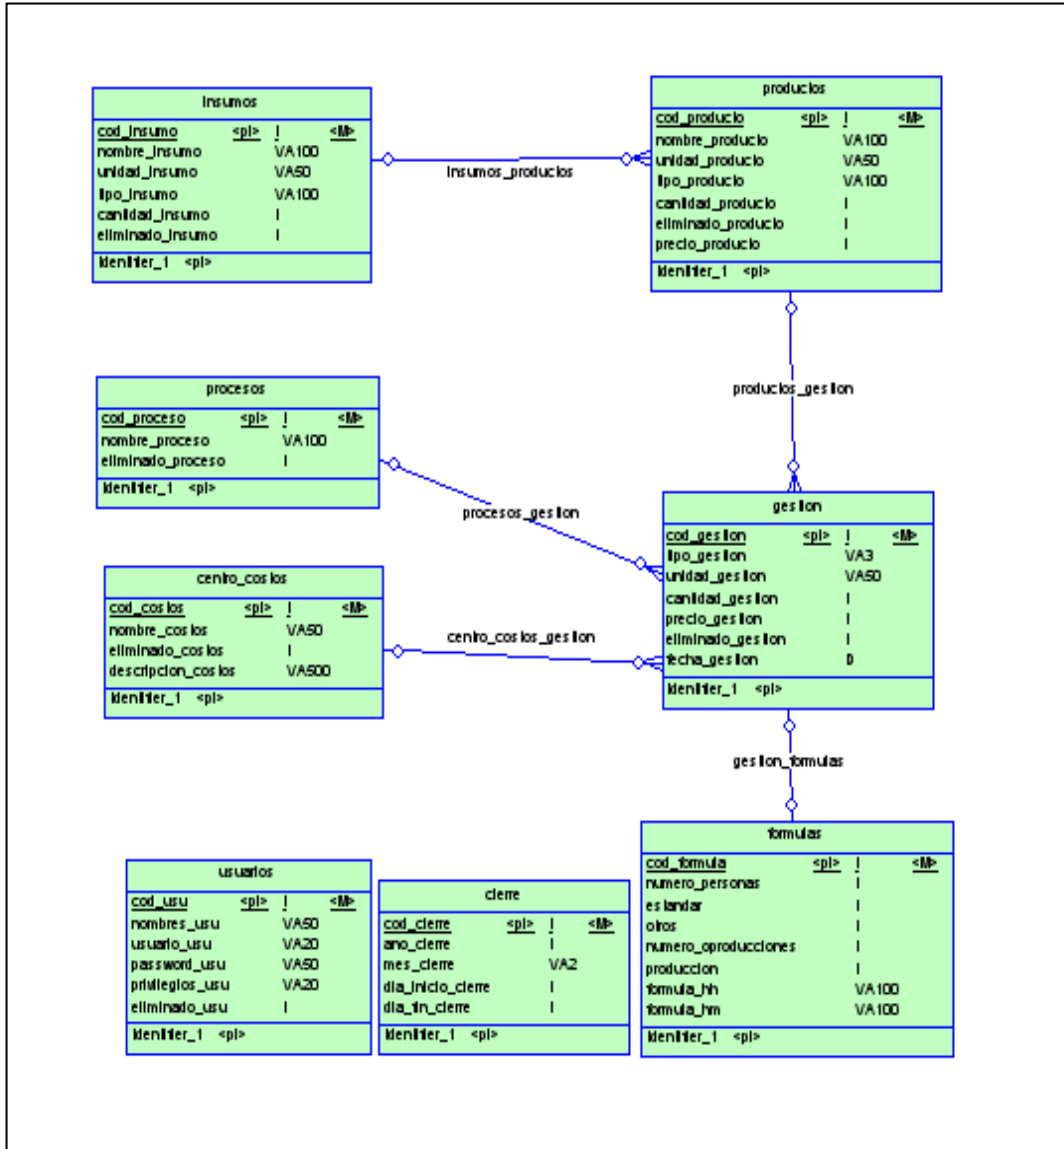 insumos
cod_insumo <pi> I <M>
nombre_insumo VA100
unidad_insumo VA50
tipo_insumo VA100
cantidad_insumo I
eliminado_insumo I
Identifier_1 <pi>
insumos_productos
productos
cod_producto <pi> I <M>
nombre_producto VA100
unidad_producto VA50
tipo_producto VA100
cantidad_producto I
eliminado_producto I
precio_producto I
Identifier_1 <pi>
productos_gestion
procesos
cod_proceso <pi> I <M>
nombre_proceso VA100
eliminado_proceso I
Identifier_1 <pi>
procesos_gestion
centro_costos
cod_costos <pi> I <M>
nombre_costos VA50
eliminado_costos I
descripcion_costos VA500
Identifier_1 <pi>
centro_costos_gestion
gestion
cod_gestion <pi> I <M>
tipo_gestion VA3
unidad_gestion VA50
cantidad_gestion I
precio_gestion I
eliminado_gestion I
fecha_gestion D
Identifier_1 <pi>
gestion_formulas
usuarios
cod_usu <pi> I <M>
nombres_usu VA50
usuario_usu VA20
password_usu VA50
privilegios_usu VA20
eliminado_usu I
Identifier_1 <pi>
cierre
cod_cierre <pi> I <M>
ano_cierre I
mes_cierre VA2
dia_inicio_cierre I
dia_fin_cierre I
Identifier_1 <pi>
formulas
cod_formula <pi> I <M>
numero_personas I
estandar I
otros I
numero_oproducciones I
produccion I
formula_hh VA100
formula_hm VA100
Identifier_1 <pi>